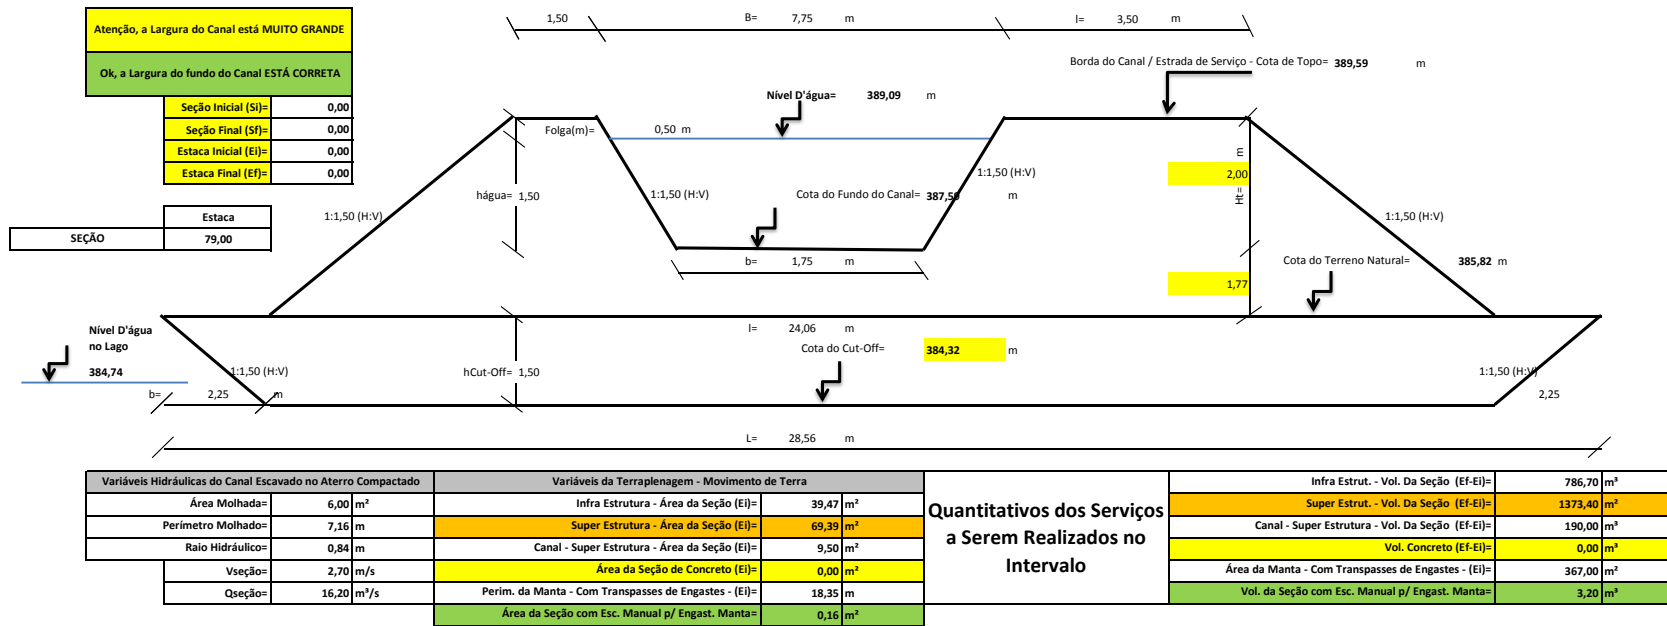 1,50 B= 7,75 m l= 3,50 m
Atenção, a Largura do Canal está MUITO GRANDE
Ok, a Largura do fundo do Canal ESTÁ CORRETA
Borda do Canal / Estrada de Serviço - Cota de Topo= 389,59 m
Nível D'água= 389,09 m
Seção Inicial (Si)= 0,00
Seção Final (Sf)= 0,00
Estaca Inicial (Ei)= 0,00
Estaca Final (Ef)= 0,00
Folga(m)= 0,50 m
hágua= 1,50
1:1,50 (H:V)
1:1,50 (H:V)
1:1,50 (H:V)
1:1,50 (H:V)
Cota do Fundo do Canal= 387,59 m
2,00
Ht= m
Estaca
SEÇÃO 79,00
b= 1,75 m
Cota do Terreno Natural= 385,82 m
1,77
Nível D'água
no Lago
384,74
l= 24,06 m
Cota do Cut-Off= 384,32 m
1:1,50 (H:V)
hCut-Off= 1,50
1:1,50 (H:V)
b= 2,25 m
2,25
L= 28,56 m
Variáveis Hidráulicas do Canal Escavado no Aterro Compactado
Área Molhada= 6,00 m²
Perímetro Molhado= 7,16 m
Raio Hidráulico= 0,84 m
Vseção= 2,70 m/s
Qseção= 16,20 m³/s
Variáveis da Terraplenagem - Movimento de Terra
Infra Estrutura - Área da Seção (Ei)= 39,47 m²
Super Estrutura - Área da Seção (Ei)= 69,39 m²
Canal - Super Estrutura - Área da Seção (Ei)= 9,50 m²
Área da Seção de Concreto (Ei)= 0,00 m²
Perim. da Manta - Com Transpasses de Engastes - (Ei)= 18,35 m
Área da Seção com Esc. Manual p/ Engast. Manta= 0,16 m²
Quantitativos dos Serviços
a Serem Realizados no
Intervalo
Infra Estrut. - Vol. Da Seção (Ef-Ei)= 786,70 m³
Super Estrut. - Vol. Da Seção (Ef-Ei)= 1373,40 m²
Canal - Super Estrutura - Vol. Da Seção (Ef-Ei)= 190,00 m³
Vol. Concreto (Ef-Ei)= 0,00 m³
Área da Manta - Com Transpasses de Engastes - (Ei)= 367,00 m²
Vol. da Seção com Esc. Manual p/ Engast. Manta= 3,20 m³